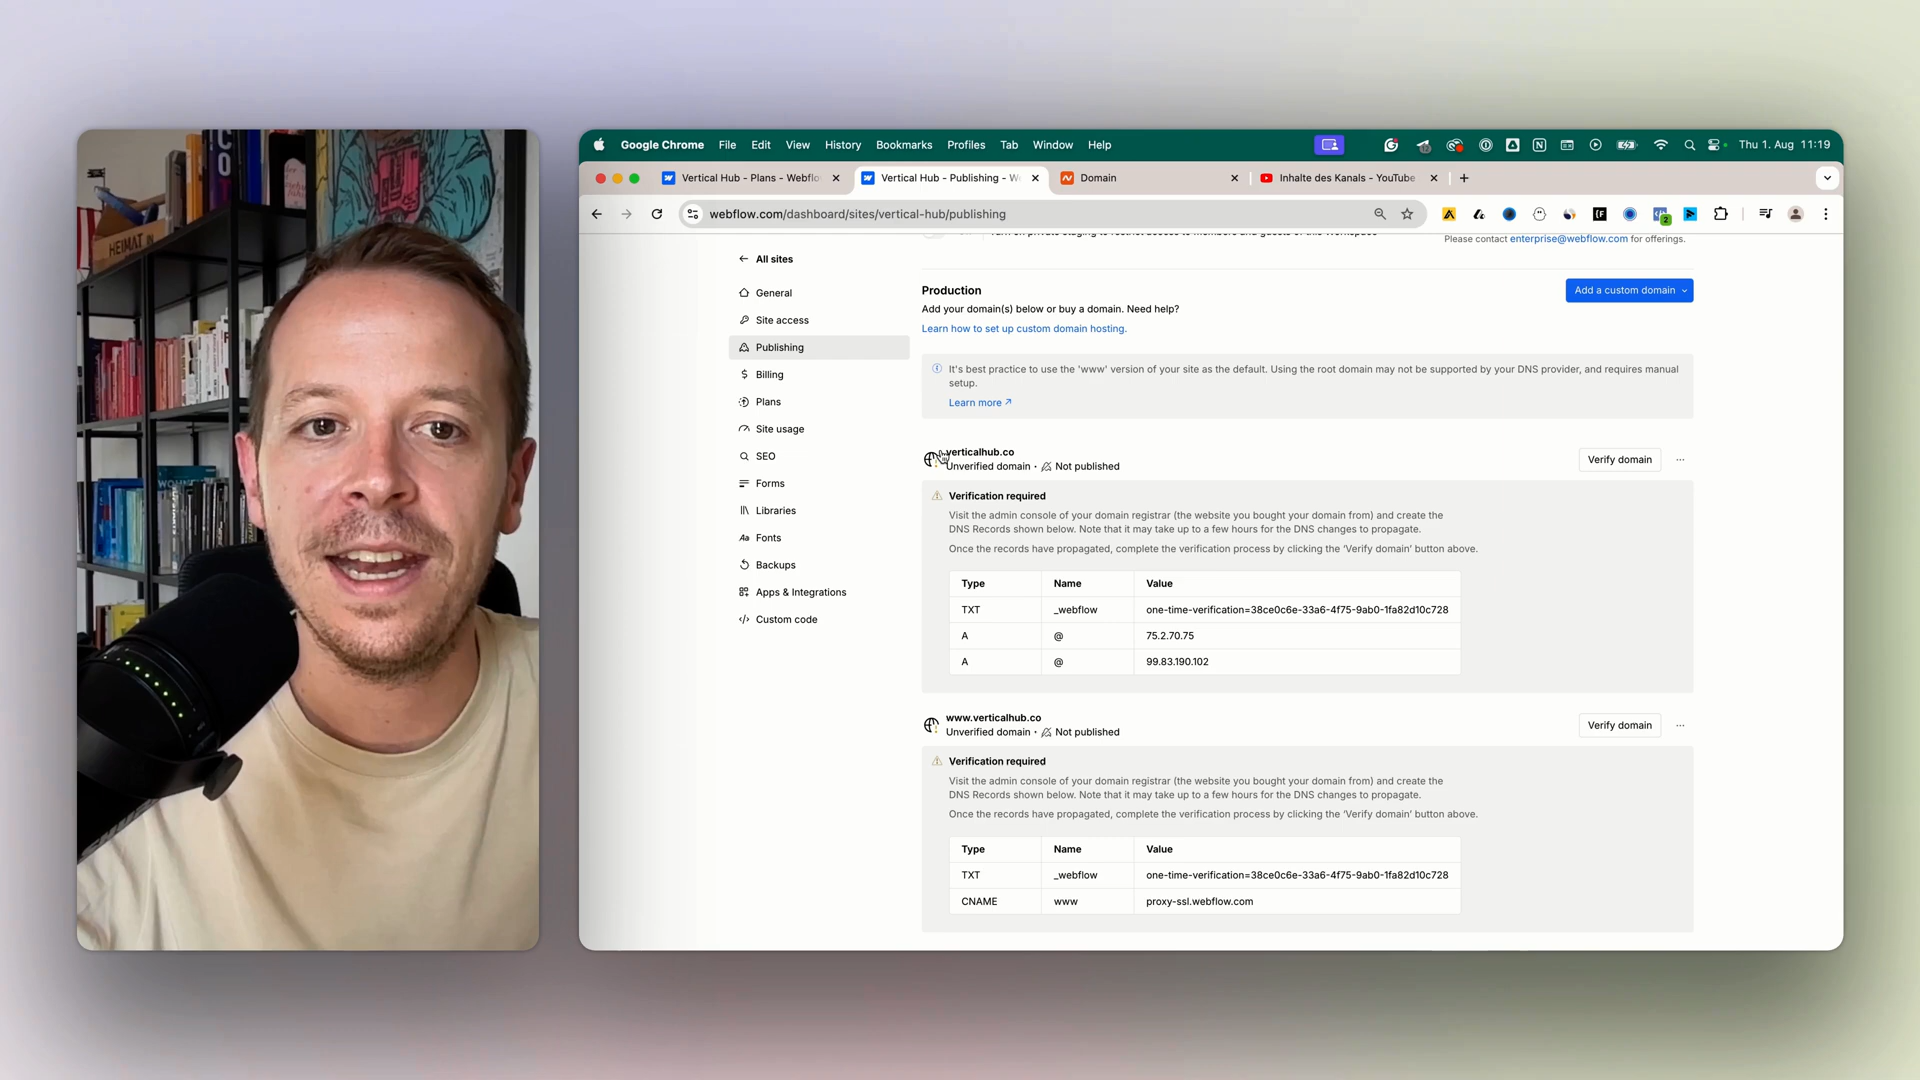 HEIMAT
Google Chrome File Edit View History Bookmarks Profiles Tab Window Help Thu 1. Aug 11:19
Vertical Hub - Plans - Webflo
Vertical Hub - Publishing - W
Domain
Inhalte des Kanals - YouTube
webflow.com/dashboard/sites/vertical-hub/publishing
2
Please contact enterprise@webflow.com for offerings.
All sites
General
Site access
Publishing
Billing
Plans
Site usage
SEO
Forms
Libraries
Aa Fonts
Backups
Apps & Integrations
Custom code
Production
Add a custom domain
Add your domain(s) below or buy a domain. Need help?
Learn how to set up custom domain hosting.
It's best practice to use the 'www' version of your site as the default. Using the root domain may not be supported by your DNS provider, and requires manual
setup.
Learn more ↗
verticalhub.co
Unverified domain • Not published
Verify domain
...
Verification required
Visit the admin console of your domain registrar (the website you bought your domain from) and create the
DNS Records shown below. Note that it may take up to a few hours for the DNS changes to propagate.
Once the records have propagated, complete the verification process by clicking the 'Verify domain' button above.
Type Name Value
TXT _webflow one-time-verification=38ce0c6e-33a6-4f75-9ab0-1fa82d10c728
A @ 75.2.70.75
A @ 99.83.190.102
www.verticalhub.co
Unverified domain • Not published
Verify domain
...
Verification required
Visit the admin console of your domain registrar (the website you bought your domain from) and create the
DNS Records shown below. Note that it may take up to a few hours for the DNS changes to propagate.
Once the records have propagated, complete the verification process by clicking the 'Verify domain' button above.
Type Name Value
TXT _webflow one-time-verification=38ce0c6e-33a6-4f75-9ab0-1fa82d10c728
CNAME www proxy-ssl.webflow.com